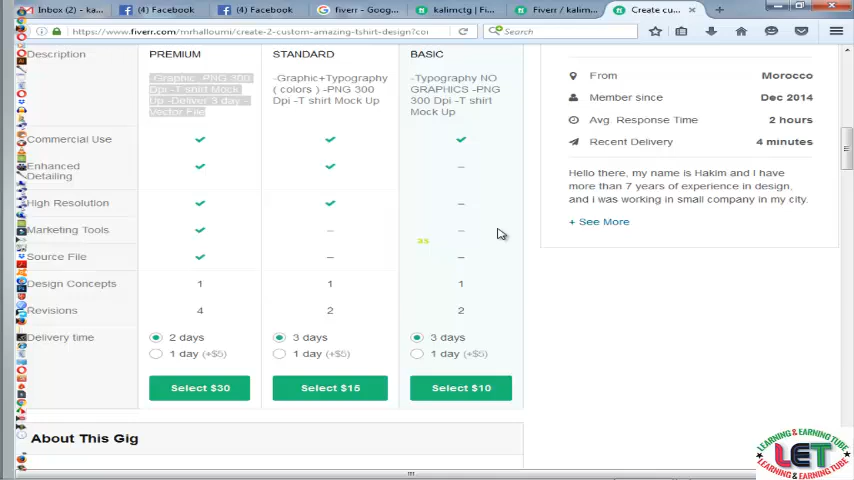 Inbox (2) - ka...
(4) Facebook
(4) Facebook
fiverr - Goog...
kalimctg | Fi...
Fiverr / kalim...
Create cu...
https://www.fiverr.com/mrhalloumi/create-2-custom-amazing-tshirt-design?co
Search
Description
PREMIUM
-Graphic -PNG 300
Dpi -T shirt Mock
Up -Deliver 3 day -
Vector File
STANDARD
-Graphic+Typography
( colors ) -PNG 300
Dpi -T shirt Mock Up
BASIC
-Typography NO
GRAPHICS -PNG
300 Dpi -T shirt
Mock Up
Commercial Use
Enhanced
Detailing
High Resolution
Marketing Tools
as
Source File
Design Concepts 1 1 1
Revisions 4 2 2
Delivery time
2 days 3 days 3 days
1 day (+$5) 1 day (+$5) 1 day (+$5)
Select $30 Select $15 Select $10
About This Gig
From Morocco
Member since Dec 2014
Avg. Response Time 2 hours
Recent Delivery 4 minutes
Hello there, my name is Hakim and I have
more than 7 years of experience in design,
and i was working in small company in my city.
+ See More
LEARNING & EARNING TUBE
LET
LEARNING & EARNING TUBE